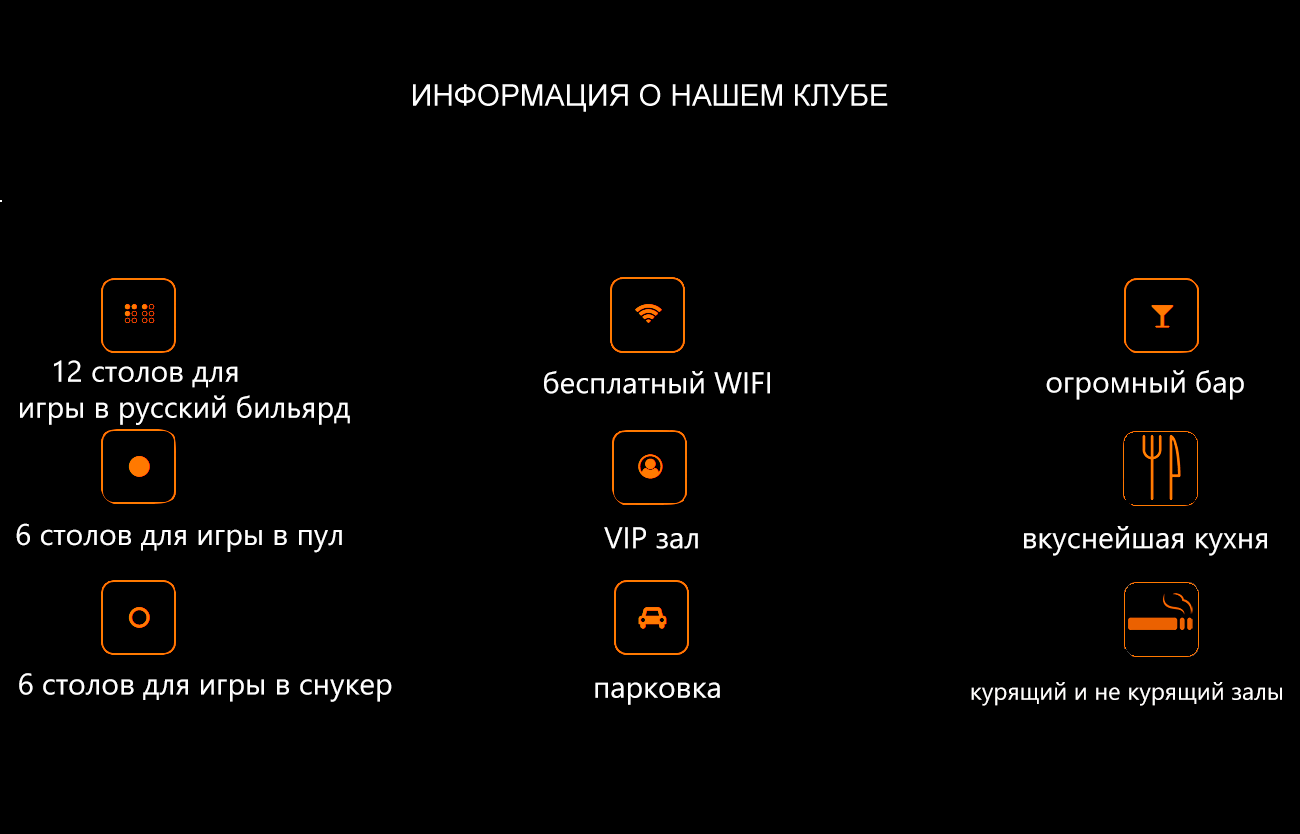 ИНФОРМАЦИЯ О НАШЕМ КЛУБЕ
12 столов для
игры в русский бильярд
бесплатный WIFI
огромный бар
6 столов для игры в пул
VIP зал
вкуснейшая кухня
6 столов для игры в снукер
парковка
курящий и не курящий залы